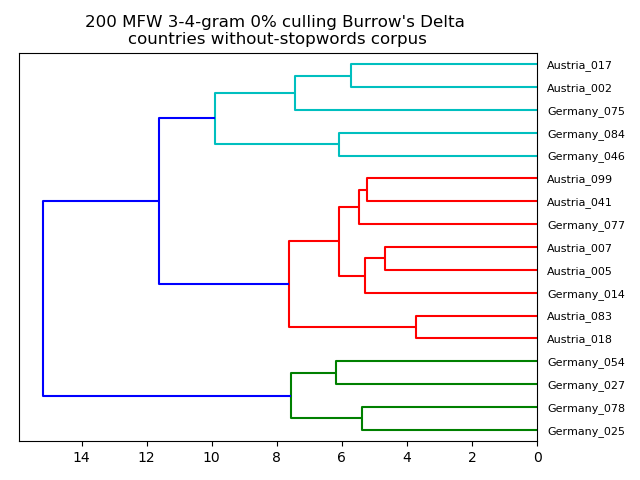 200 MFW 3-4-gram 0% culling Burrow's Delta
countries without-stopwords corpus
Austria_017
Austria_002
Germany_075
Germany_084
Germany_046
Austria_099
Austria_041
Germany_077
Austria_007
Austria_005
Germany_014
Austria_083
Austria_018
Germany_054
Germany_027
Germany_078
Germany_025
14 12 10 8 6 4 2 0